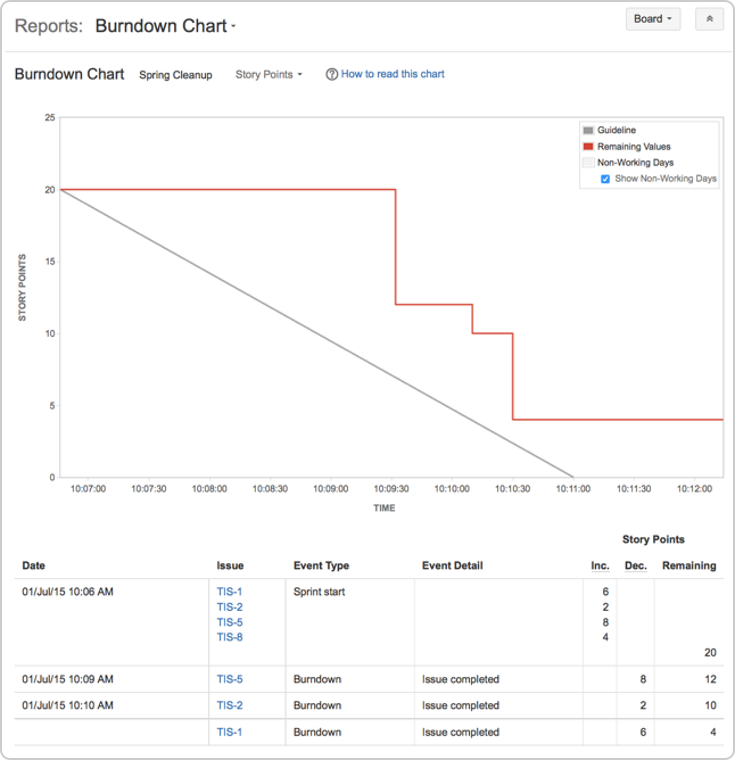 Reports: Burndown Chart
Board
Burndown Chart Spring Cleanup Story Points ? How to read this chart
25
20
15
10
5
0
STORY POINTS
Guideline
Remaining Values
Non-Working Days
Show Non-Working Days
10:07:00 10:07:30 10:08:00 10:08:30 10:09:00 10:09:30 10:10:00 10:10:30 10:11:00 10:11:30 10:12:00
TIME
Story Points
Date Issue Event Type Event Detail Inc. Dec. Remaining
01/Jul/15 10:06 AM TIS-1 Sprint start 6
TIS-2 2
TIS-5 8
TIS-8 4
20
01/Jul/15 10:09 AM TIS-5 Burndown Issue completed 8 12
01/Jul/15 10:10 AM TIS-2 Burndown Issue completed 2 10
TIS-1 Burndown Issue completed 6 4